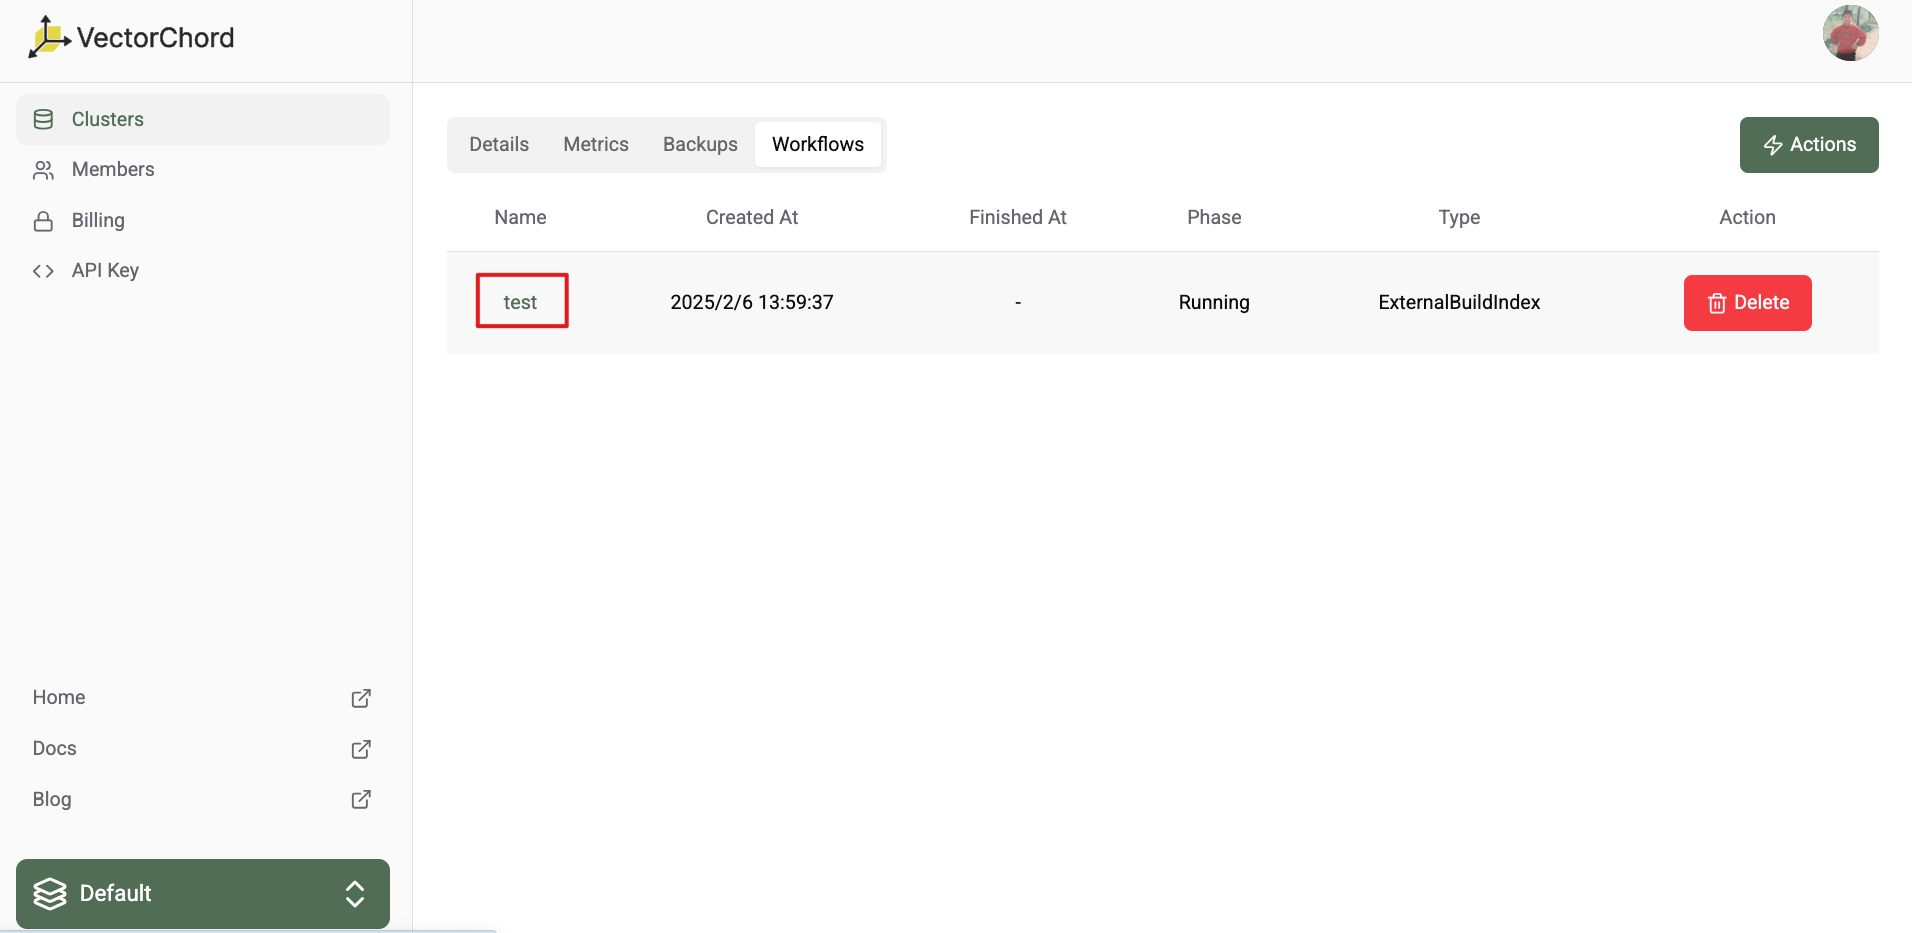 VectorChord
Clusters
Members
Billing
API Key
Home
Docs
Blog
Default
Details Metrics Backups Workflows
Actions
Name Created At Finished At Phase Type Action
test 2025/2/6 13:59:37 - Running ExternalBuildIndex Delete